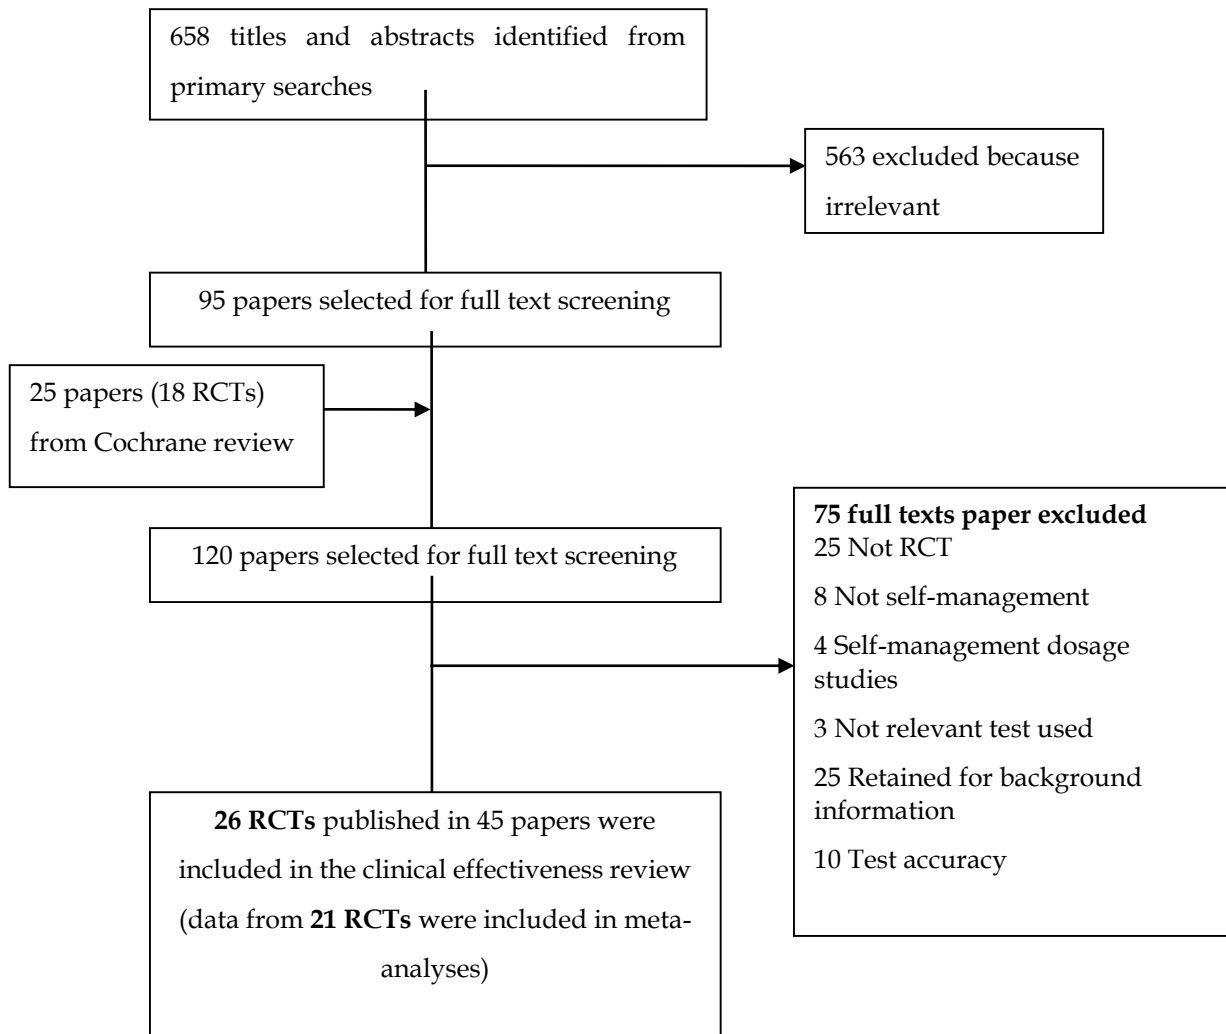 658 titles and abstracts identified from
primary searches
563 excluded because
irrelevant
95 papers selected for full text screening
25 papers (18 RCTs)
from Cochrane review
120 papers selected for full text screening
75 full texts paper excluded
25 Not RCT
8 Not self-management
4 Self-management dosage
studies
3 Not relevant test used
25 Retained for background
information
10 Test accuracy
26 RCTs published in 45 papers were
included in the clinical effectiveness review
(data from 21 RCTs were included in meta-
analyses)